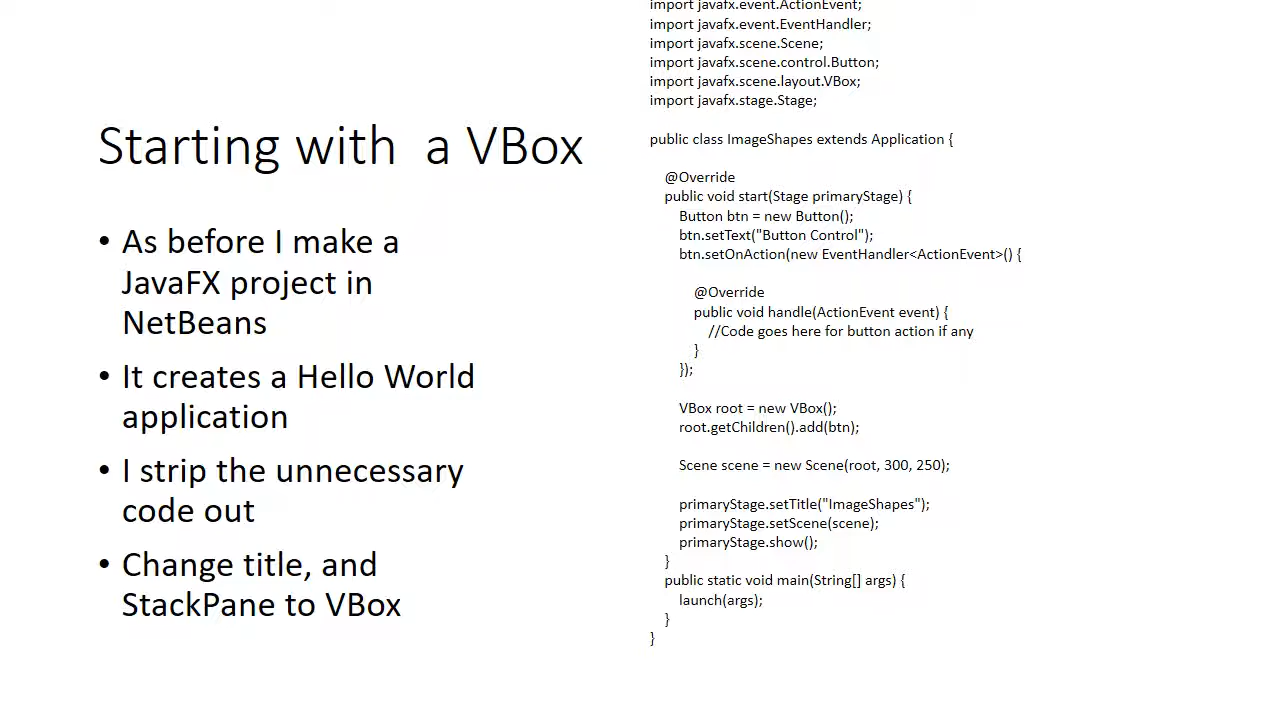 Starting with  a VBox
• As before I make a
JavaFX project in
NetBeans
• It creates a Hello World
application
• I strip the unnecessary
code out
• Change title, and
StackPane to VBox
import javafx.event.ActionEvent;
import javafx.event.EventHandler;
import javafx.scene.Scene;
import javafx.scene.control.Button;
import javafx.scene.layout.VBox;
import javafx.stage.Stage;
public class ImageShapes extends Application {
@Override
public void start(Stage primaryStage) {
Button btn = new Button();
btn.setText("Button Control");
btn.setOnAction(new EventHandler<ActionEvent>() {
@Override
public void handle(ActionEvent event) {
//Code goes here for button action if any
}
});
VBox root = new VBox();
root.getChildren().add(btn);
Scene scene = new Scene(root, 300, 250);
primaryStage.setTitle("ImageShapes");
primaryStage.setScene(scene);
primaryStage.show();
}
public static void main(String[] args) {
launch(args);
}
}